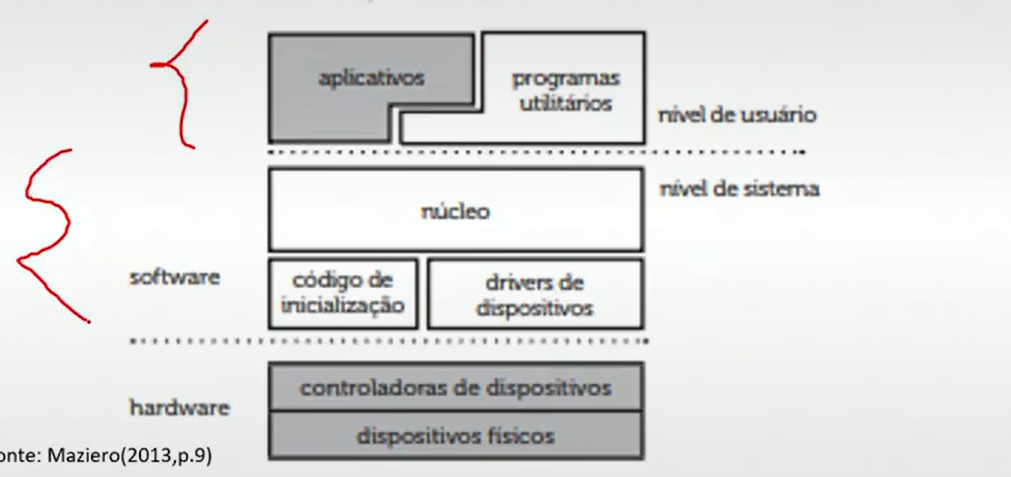 aplicativos
programas
utilitários
nível de usuário
nível de sistema
núcleo
software
código de
inicialização
drivers de
dispositivos
controladoras de dispositivos
hardware
dispositivos físicos
onte: Maziero(2013,p.9)